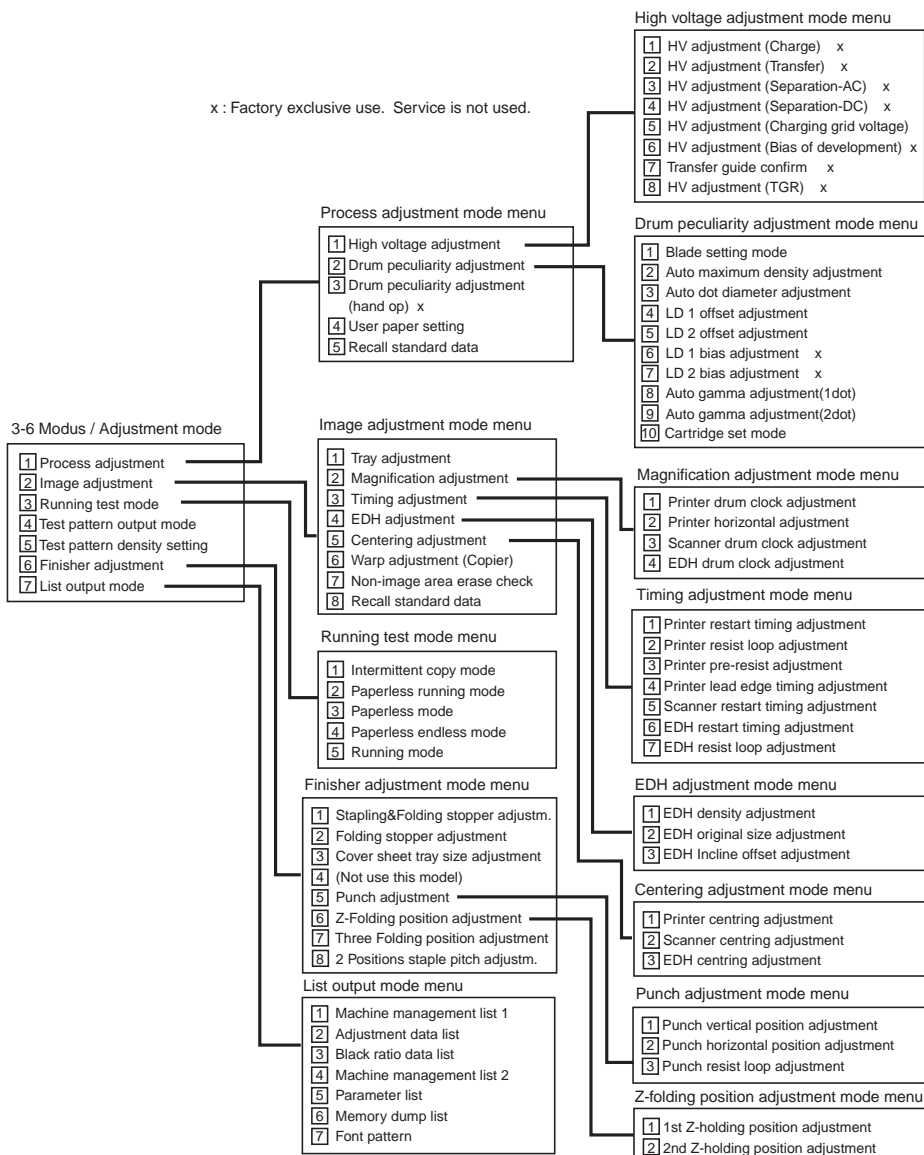 x : Factory exclusive use. Service is not used.
3-6 Modus / Adjustment mode
1 Process adjustment
2 Image adjustment
3 Running test mode
4 Test pattern output mode
5 Test pattern density setting
6 Finisher adjustment
7 List output mode
Process adjustment mode menu
1 High voltage adjustment
2 Drum peculiarity adjustment
3 Drum peculiarity adjustment
(hand op) x
4 User paper setting
5 Recall standard data
Image adjustment mode menu
1 Tray adjustment
2 Magnification adjustment
3 Timing adjustment
4 EDH adjustment
5 Centering adjustment
6 Warp adjustment (Copier)
7 Non-image area erase check
8 Recall standard data
Running test mode menu
1 Intermittent copy mode
2 Paperless running mode
3 Paperless mode
4 Paperless endless mode
5 Running mode
Finisher adjustment mode menu
1 Stapling&Folding stopper adjustm.
2 Folding stopper adjustment
3 Cover sheet tray size adjustment
4 (Not use this model)
5 Punch adjustment
6 Z-Folding position adjustment
7 Three Folding position adjustment
8 2 Positions staple pitch adjustm.
List output mode menu
1 Machine management list 1
2 Adjustment data list
3 Black ratio data list
4 Machine management list 2
5 Parameter list
6 Memory dump list
7 Font pattern
High voltage adjustment mode menu
1 HV adjustment (Charge) x
2 HV adjustment (Transfer) x
3 HV adjustment (Separation-AC) x
4 HV adjustment (Separation-DC) x
5 HV adjustment (Charging grid voltage)
6 HV adjustment (Bias of development) x
7 Transfer guide confirm x
8 HV adjustment (TGR) x
Drum peculiarity adjustment mode menu
1 Blade setting mode
2 Auto maximum density adjustment
3 Auto dot diameter adjustment
4 LD 1 offset adjustment
5 LD 2 offset adjustment
6 LD 1 bias adjustment x
7 LD 2 bias adjustment x
8 Auto gamma adjustment(1dot)
9 Auto gamma adjustment(2dot)
10 Cartridge set mode
Magnification adjustment mode menu
1 Printer drum clock adjustment
2 Printer horizontal adjustment
3 Scanner drum clock adjustment
4 EDH drum clock adjustment
Timing adjustment mode menu
1 Printer restart timing adjustment
2 Printer resist loop adjustment
3 Printer pre-resist adjustment
4 Printer lead edge timing adjustment
5 Scanner restart timing adjustment
6 EDH restart timing adjustment
7 EDH resist loop adjustment
EDH adjustment mode menu
1 EDH density adjustment
2 EDH original size adjustment
3 EDH Incline offset adjustment
Centering adjustment mode menu
1 Printer centring adjustment
2 Scanner centring adjustment
3 EDH centring adjustment
Punch adjustment mode menu
1 Punch vertical position adjustment
2 Punch horizontal position adjustment
3 Punch resist loop adjustment
Z-folding position adjustment mode menu
1 1st Z-holding position adjustment
2 2nd Z-holding position adjustment